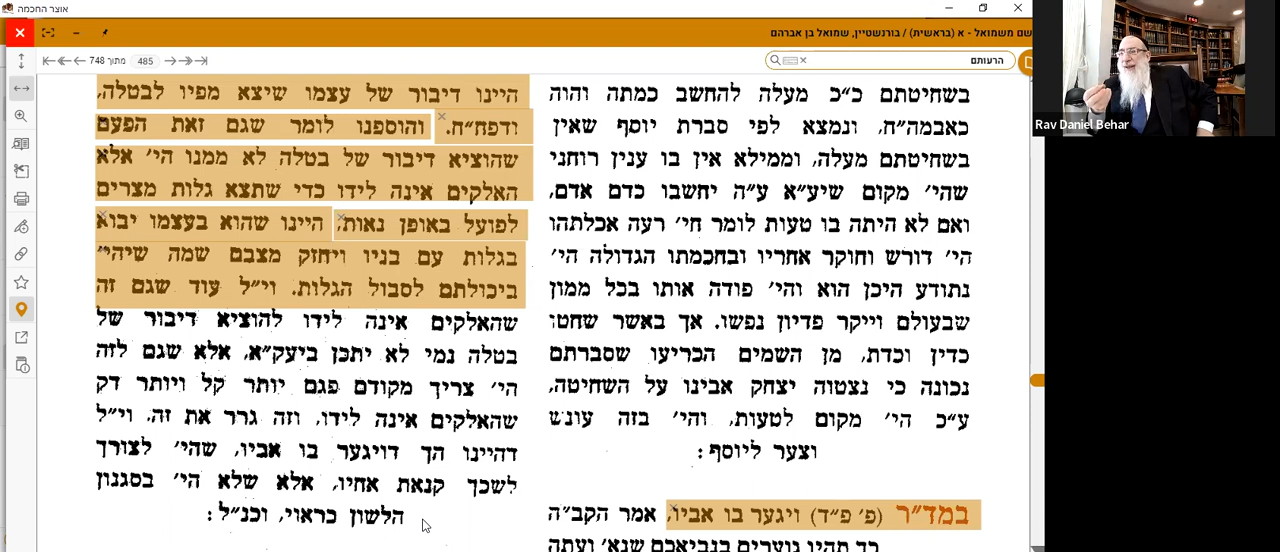 אוצר החכמה
שם משמואל - א (בראשית) / בורנשטיין, שמואל בן אברהם
הרעותם
485
מתוך 748
Rav Daniel Behar
בשחיטתם כ״כ מעלה להחשב כמתה והוה
כאבמה״ח, ונמצא לפי סברת יוסף שאין
בשחיטתם מעלה, וממילא אין בו ענין רוחני
שהי׳ מקום שיע״א ע״ה יחשבו כדם אדם,
ואם לא היתה בו טעות לומר חי׳ רעה אכלתהו
הי׳ דורש וחוקר אחריו ובחכמתו הגדולה הי׳
נתודע היכן הוא והי׳ פודה אותו בכל ממון
שבעולם וייקר פדיון נפשו. אך באשר שחטו
כדין וכדת, מן השמים הכריעו שסברתם
נכונה כי נצטוה יצחק אבינו על השחיטה,
ע״כ הי׳ מקום לטעות, והי׳ בזה עונש
וצער ליוסף:
במד״ר (פ׳ פ״ד) ויגער בו אביו, אמר הקב״ה
כך תהיו גוערים בנביאכם שנא׳ ועתה
היינו דיבור של עצמו שיצא מפיו לבטלה,
ודפח״ח. והוספנו לומר שגם זאת הפעם
שהוציא דיבור של בטלה לא ממנו הי׳ אלא
האלקים אינה לידו כדי שתצא גלות מצרים
לפועל באופן נאות, היינו שהוא בעצמו יבוא
בגלות עם בניו ויחזק מצבם שמה שיהי׳
ביכולתם לסבול הגלות. וי״ל עוד שגם זה
שהאלקים אינה לידו להוציא דיבור של
בטלה נמי לא יתכן ביעק״א, אלא שגם לזה
הי׳ צריך מקודם פגם יותר קל ויותר דק
שהאלקים אינה לידו, וזה גרר את זה, וי״ל
דהיינו הך דויגער בו אביו, שהי׳ לצורך
לשכך קנאת אחיו, אלא שלא הי׳ בסגנון
הלשון כראוי, וכנ״ל: